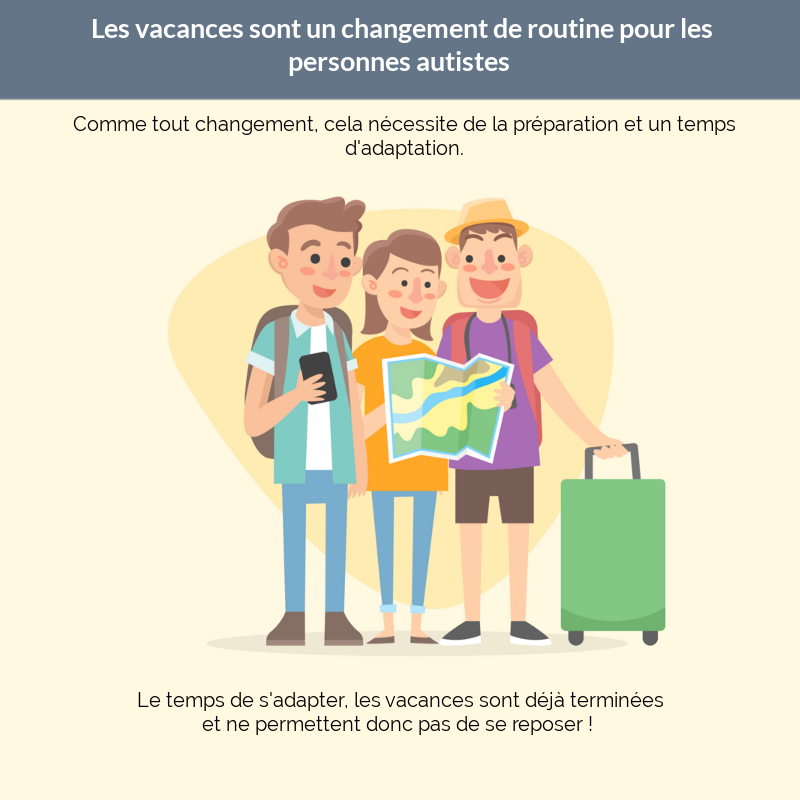 Les vacances sont un changement de routine pour les
personnes autistes
Comme tout changement, cela nécessite de la préparation et un temps
d'adaptation.
Le temps de s'adapter, les vacances sont déjà terminées
et ne permettent donc pas de se reposer !